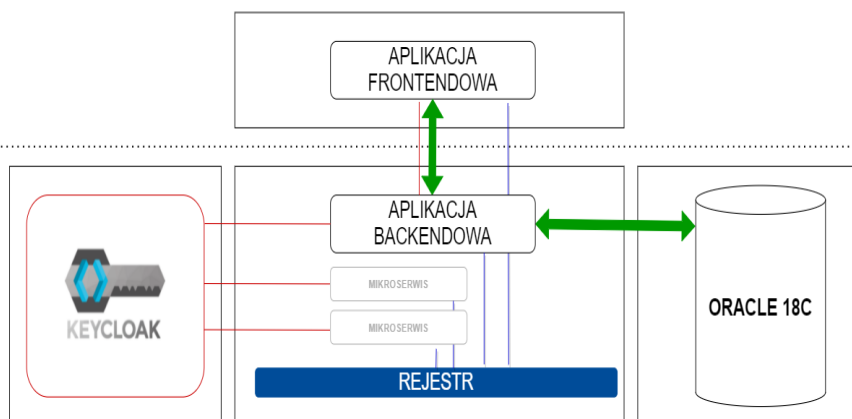 APLIKACJA
FRONTENDOWA
APLIKACJA
BACKENDOWA
MIKROSERWIS
KEYCLOAK
MIKROSERWIS
ORACLE 18C
REJESTR